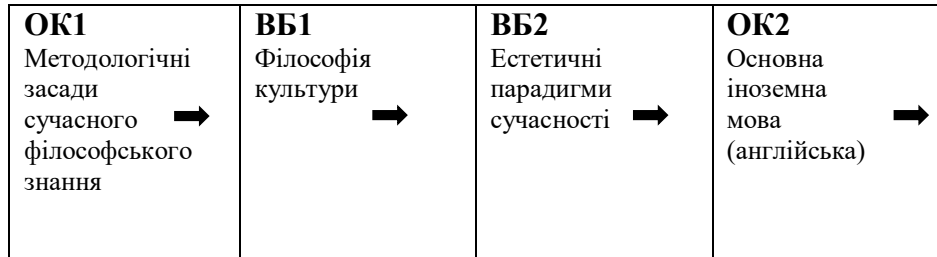 ОК1
Методологічні
засади
сучасного
філософського
знання
ВБ1
Філософія
культури
ВБ2
Естетичні
парадигми
сучасності
ОК2
Основна
іноземна
мова
(англійська)